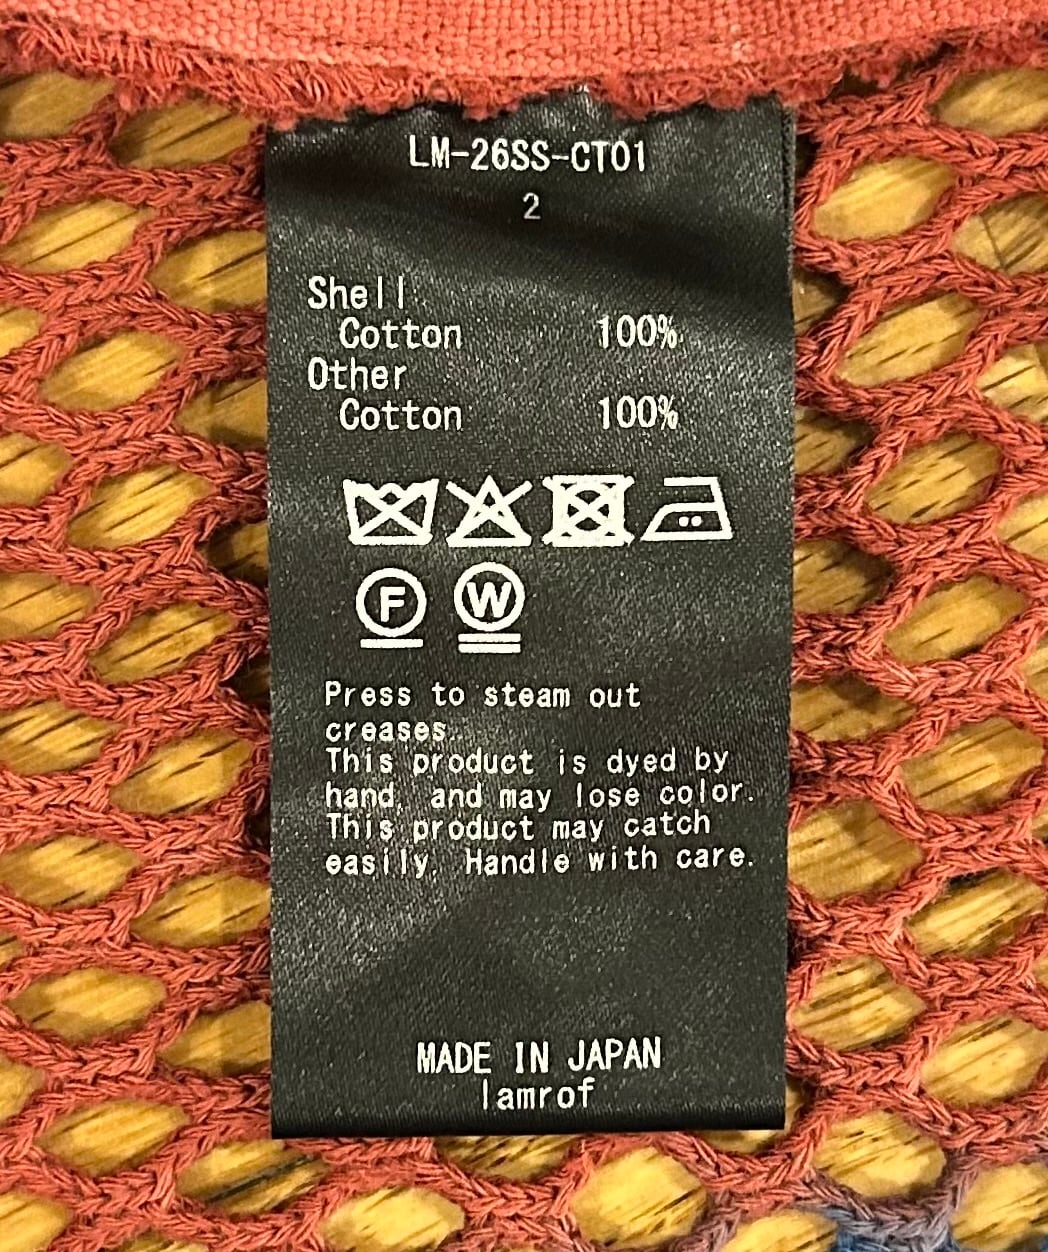 LM-26SS-CT01
2
Shell
Cotton 100%
Other
Cotton 100%
F W
Press to steam out
creases.
This product is dyed by
hand, and may lose color.
This product may catch
easily, Handle with care.
MADE IN JAPAN
lamrof